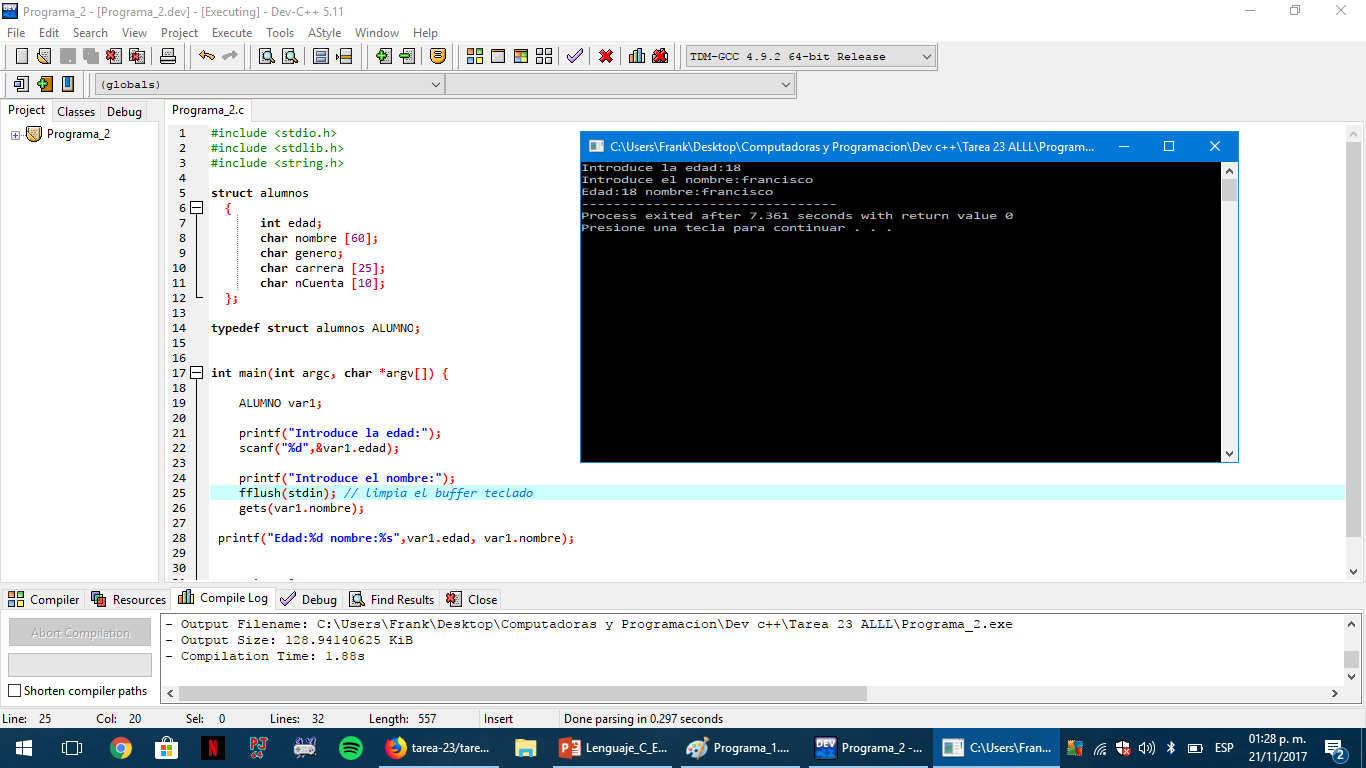 Programa_2 - [Programa_2.dev] - [Executing] - Dev-C++ 5.11
File Edit Search View Project Execute Tools AStyle Window Help
TDM-GCC 4.9.2 64-bit Release
(globals)
Project Classes Debug
Programa_2
Programa_2.c
1 #include <stdio.h>
2 #include <stdlib.h>
3 #include <string.h>
4
5 struct alumnos
6 {
7 int edad;
8 char nombre [60];
9 char genero;
10 char carrera [25];
11 char nCuenta [10];
12 };
13
14 typedef struct alumnos ALUMNO;
15
16
17 int main(int argc, char *argv[]) {
18
19 ALUMNO var1;
20
21 printf("Introduce la edad:");
22 scanf("%d",&var1.edad);
23
24 printf("Introduce el nombre:");
25 fflush(stdin); // limpia el buffer teclado
26 gets(var1.nombre);
27
28 printf("Edad:%d nombre:%s",var1.edad, var1.nombre);
29
30
C:\Users\Frank\Desktop\Computadoras y Programacion\Dev c++\Tarea 23 ALLL\Program...
Introduce la edad:18
Introduce el nombre:francisco
Edad:18 nombre:francisco
--------------------------------
Process exited after 7.361 seconds with return value 0
Presione una tecla para continuar . . .
Compiler Resources Compile Log Debug Find Results Close
Abort Compilation
Shorten compiler paths
- Output Filename: C:\Users\Frank\Desktop\Computadoras y Programacion\Dev c++\Tarea 23 ALLL\Programa_2.exe
- Output Size: 128.94140625 KiB
- Compilation Time: 1.88s
Line: 25 Col: 20 Sel: 0 Lines: 32 Length: 557 Insert Done parsing in 0.297 seconds
tarea-23/tare... Lenguaje_C_E... Programa_1.... Programa_2 -... C:\Users\Fran... ESP
01:28 p. m.
21/11/2017
2